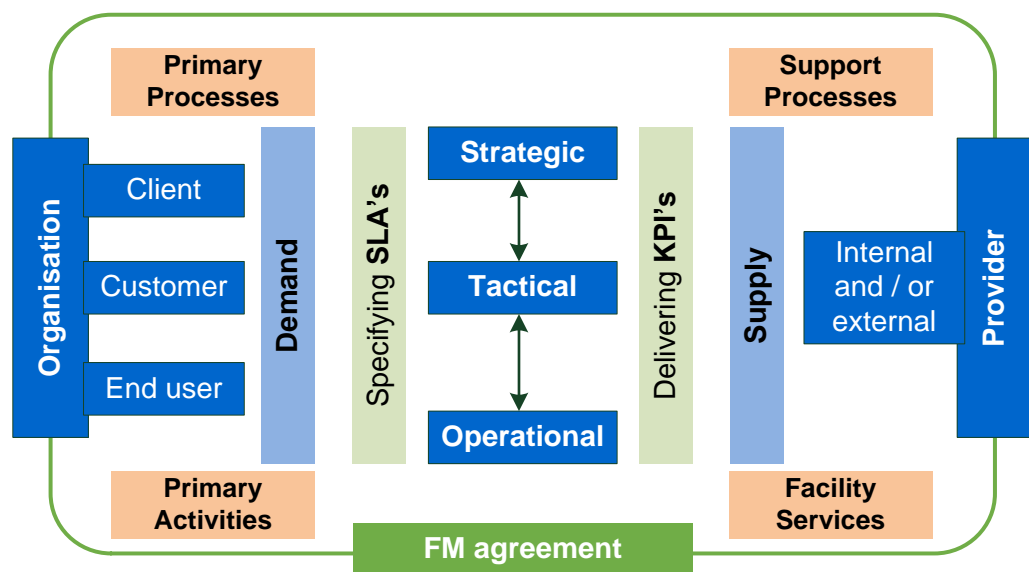 Primary
Processes
Support
Processes
Organisation
Client
Customer
End user
Demand
Specifying SLA's
Strategic
Tactical
Operational
Delivering KPI's
Supply
Internal
and / or
external
Provider
Primary
Activities
Facility
Services
FM agreement